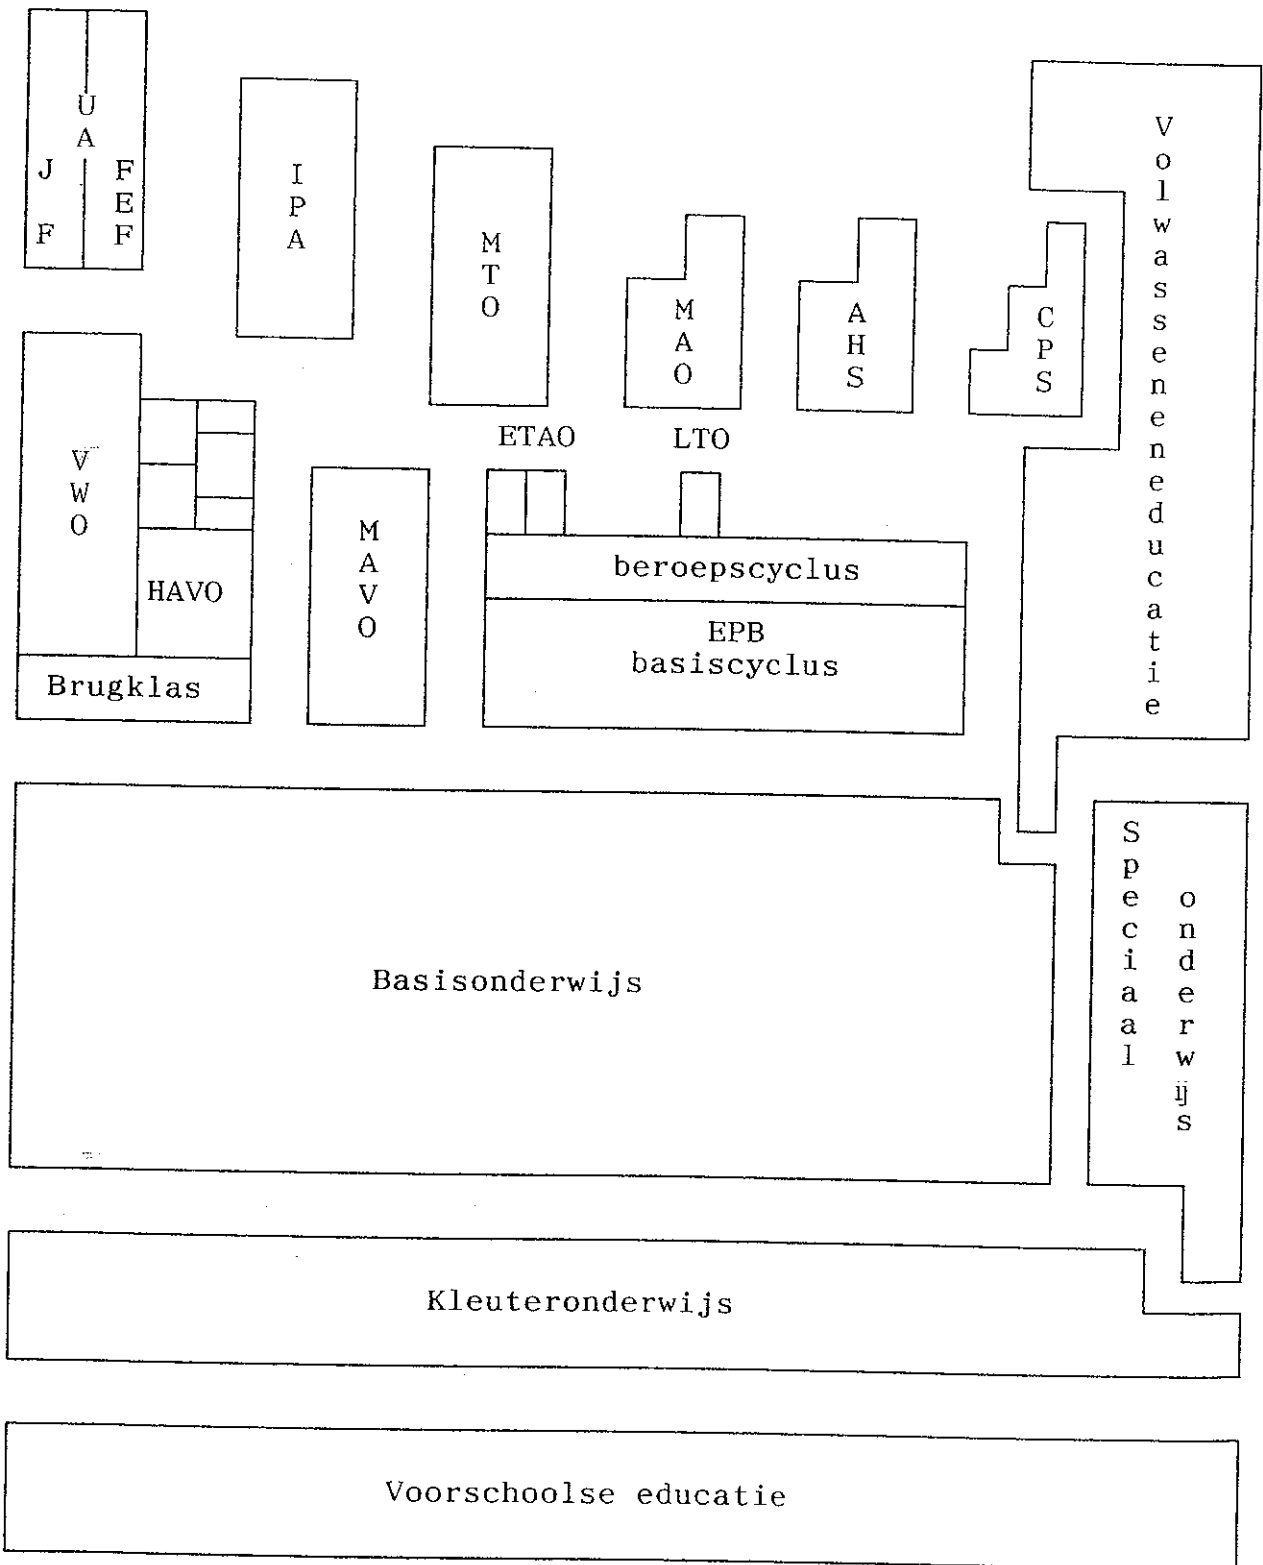 UA
JF
FEF
IPA
MTO
MAO
AHS
CPS
Volwasseneneducatie
VWO
HAVO
Brugklas
MAVO
ETAO
LTO
beroepscyclus
EPB
basiscyclus
Basisonderwijs
Speciaal
onderwijs
Kleuteronderwijs
Voorschoolse educatie